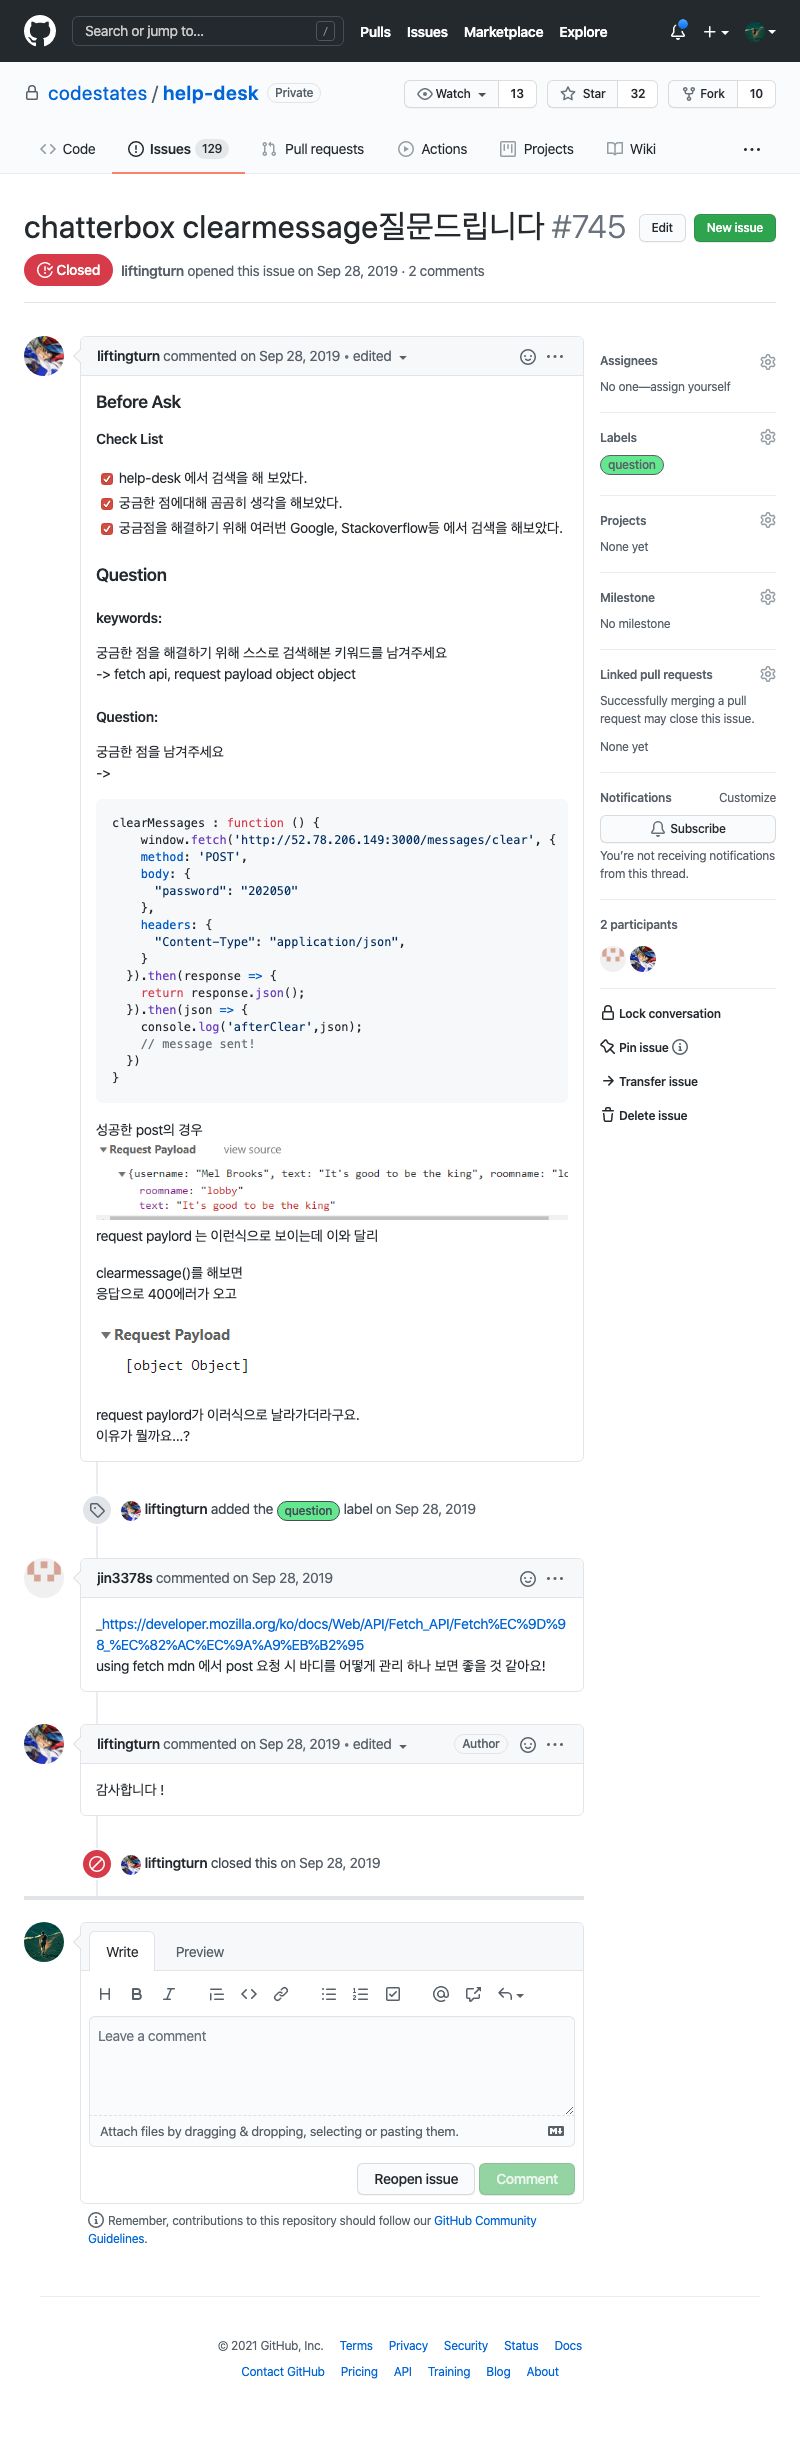 Search or jump to... /
Pulls Issues Marketplace Explore
codestates / help-desk Private
Watch 13 Star 32 Fork 10
Code Issues 129 Pull requests Actions Projects Wiki ...
chatterbox clearmessage질문드립니다 #745 Edit New issue
Closed liftingturn opened this issue on Sep 28, 2019 · 2 comments
liftingturn commented on Sep 28, 2019 • edited
Before Ask
Check List
help-desk 에서 검색을 해 보았다.
궁금한 점에대해 곰곰히 생각을 해보았다.
궁금점을 해결하기 위해 여러번 Google, Stackoverflow등 에서 검색을 해보았다.
Question
keywords:
궁금한 점을 해결하기 위해 스스로 검색해본 키워드를 남겨주세요
-> fetch api, request payload object object
Question:
궁금한 점을 남겨주세요
->
clearMessages : function () {
window.fetch('http://52.78.206.149:3000/messages/clear', {
method: 'POST',
body: {
"password": "202050"
},
headers: {
"Content-Type": "application/json",
}
}).then(response => {
return response.json();
}).then(json => {
console.log('afterClear',json);
// message sent!
})
}
성공한 post의 경우
Request Payload view source
{username: "Mel Brooks", text: "It's good to be the king", roomname: "lo
roomname: "lobby"
text: "It's good to be the king"
request paylord 는 이런식으로 보이는데 이와 달리
clearmessage()를 해보면
응답으로 400에러가 오고
Request Payload
[object Object]
request paylord가 이러식으로 날라가더라구요.
이유가 뭘까요...?
liftingturn added the question label on Sep 28, 2019
jin3378s commented on Sep 28, 2019
_https://developer.mozilla.org/ko/docs/Web/API/Fetch_API/Fetch%EC%9D%9
8_%EC%82%AC%EC%9A%A9%EB%B2%95
using fetch mdn 에서 post 요청 시 바디를 어떻게 관리 하나 보면 좋을 것 같아요!
liftingturn commented on Sep 28, 2019 • edited Author
감사합니다 !
liftingturn closed this on Sep 28, 2019
Write Preview
H B I @
Leave a comment
Attach files by dragging & dropping, selecting or pasting them.
Reopen issue Comment
Remember, contributions to this repository should follow our GitHub Community
Guidelines.
Assignees
No one—assign yourself
Labels
question
Projects
None yet
Milestone
No milestone
Linked pull requests
Successfully merging a pull
request may close this issue.
None yet
Notifications Customize
Subscribe
You're not receiving notifications
from this thread.
2 participants
Lock conversation
Pin issue
Transfer issue
Delete issue
© 2021 GitHub, Inc. Terms Privacy Security Status Docs
Contact GitHub Pricing API Training Blog About